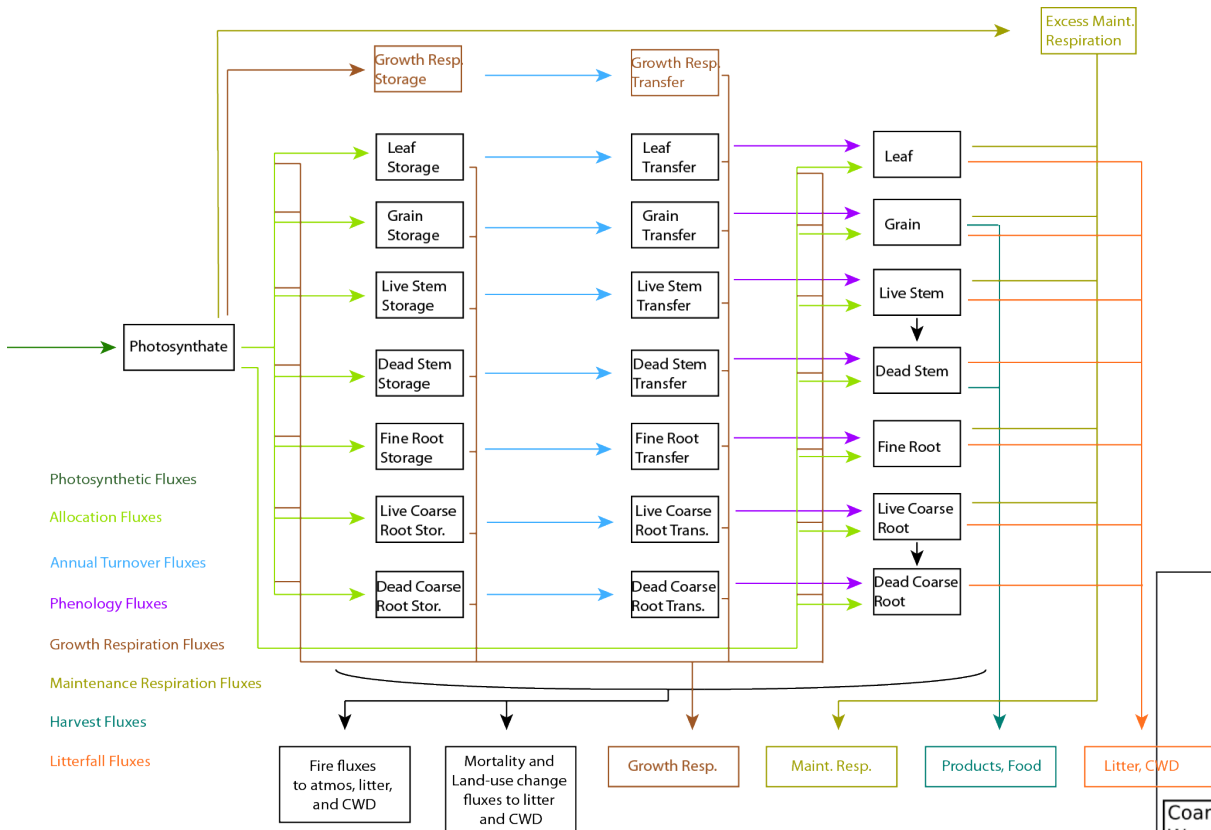 Excess Maint.
Respiration
Growth Resp.
Storage
Growth Resp.
Transfer
Leaf
Storage
Leaf
Transfer
Leaf
Grain
Storage
Grain
Transfer
Grain
Live Stem
Storage
Live Stem
Transfer
Live Stem
Photosynthate
Dead Stem
Storage
Dead Stem
Transfer
Dead Stem
Fine Root
Storage
Fine Root
Transfer
Fine Root
Live Coarse
Root Stor.
Live Coarse
Root Trans.
Live Coarse
Root
Dead Coarse
Root Stor.
Dead Coarse
Root Trans.
Dead Coarse
Root
Photosynthetic Fluxes
Allocation Fluxes
Annual Turnover Fluxes
Phenology Fluxes
Growth Respiration Fluxes
Maintenance Respiration Fluxes
Harvest Fluxes
Litterfall Fluxes
Fire fluxes
to atmos, litter,
and CWD
Mortality and
Land-use change
fluxes to litter
and CWD
Growth Resp.
Maint. Resp.
Products, Food
Litter, CWD